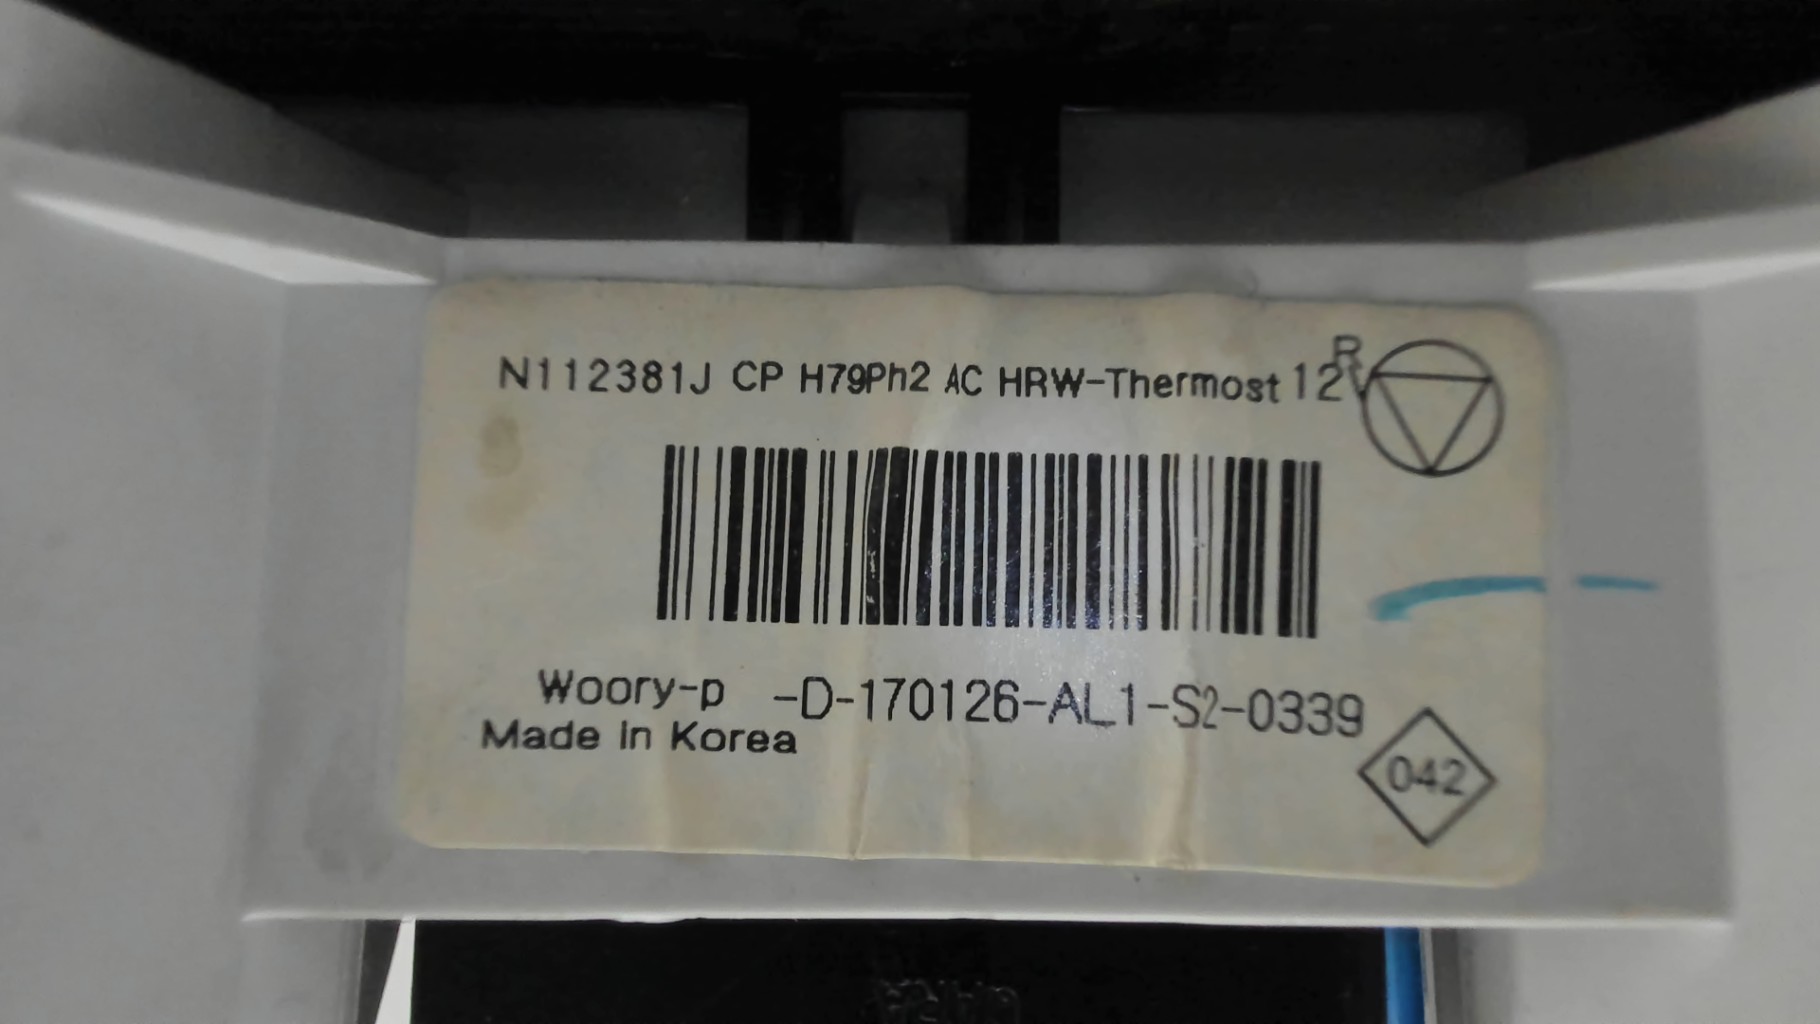 N112381J CP H79Ph2 AC HRW-Thermost 12V
R
Woory-p -D-170126-AL1-S2-0339
Made in Korea
042